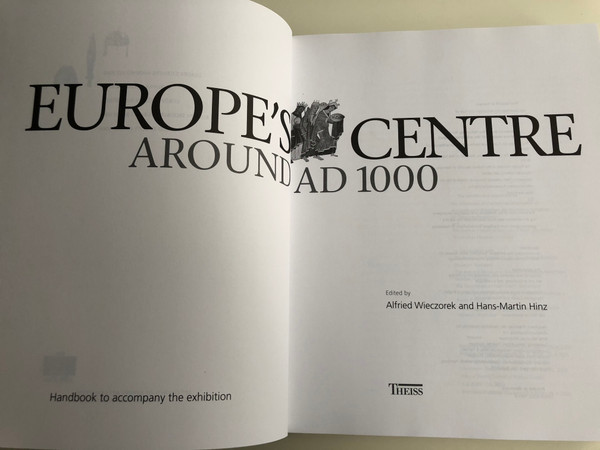 EUROPE'S CENTRE
AROUND AD 1000
Edited by
Alfried Wieczorek and Hans-Martin Hinz
THEISS
Handbook to accompany the exhibition